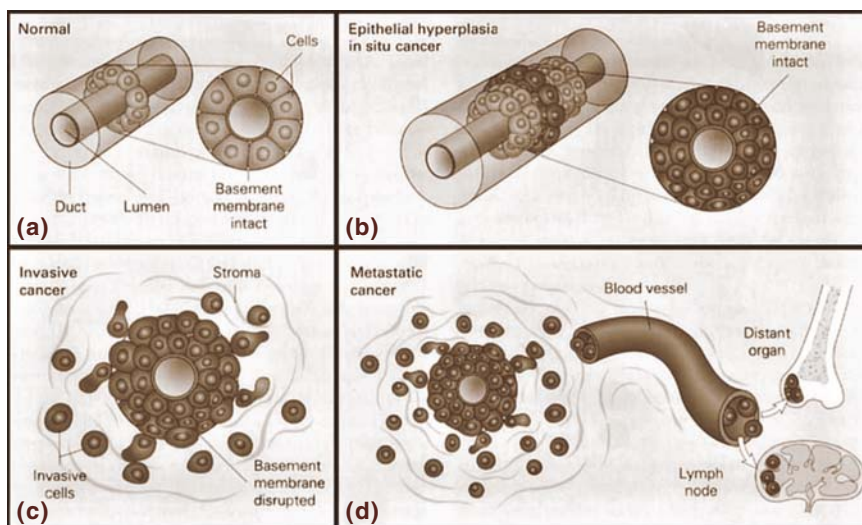 Normal
Cells
Duct
Lumen
Basement
membrane
intact
(a)
Epithelial hyperplasia
in situ cancer
Basement
membrane
intact
(b)
Invasive
cancer
Stroma
Invasive
cells
Basement
membrane
disrupted
(c)
Metastatic
cancer
Blood vessel
Distant
organ
Lymph
node
(d)